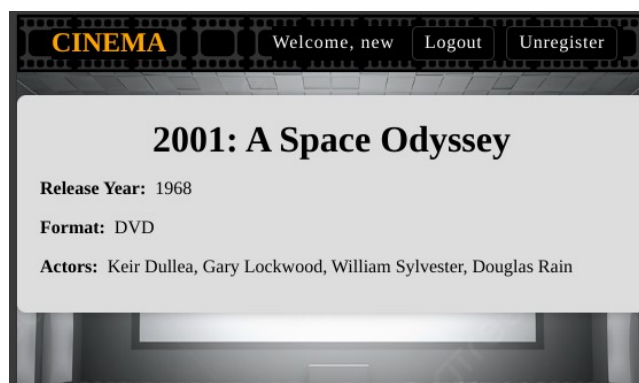 CINEMA Welcome, new Logout Unregister
2001: A Space Odyssey
Release Year: 1968
Format: DVD
Actors: Keir Dullea, Gary Lockwood, William Sylvester, Douglas Rain